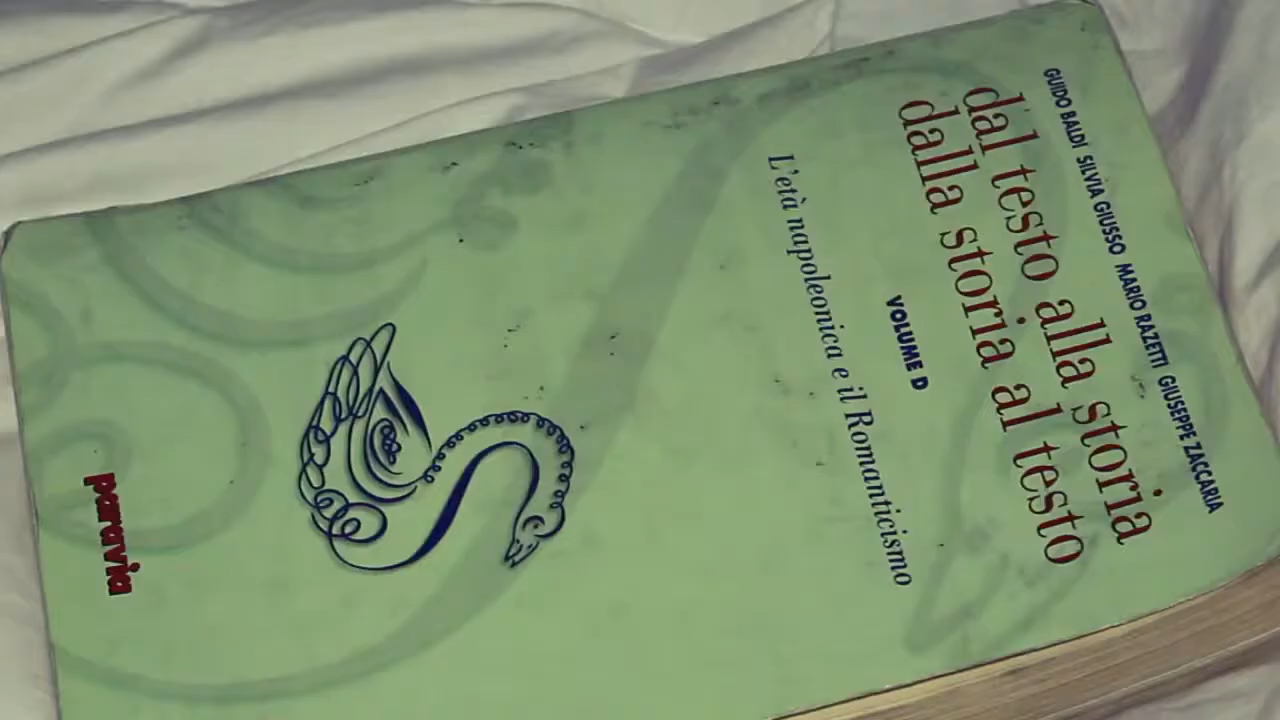 GUIDO BALDI SILVIA GIUSSO MARIO RAZETTI GIUSEPPE ZACCARIA
dal testo alla storia
dalla storia al testo
VOLUME D
L'età napoleonica e il Romanticismo
paravia